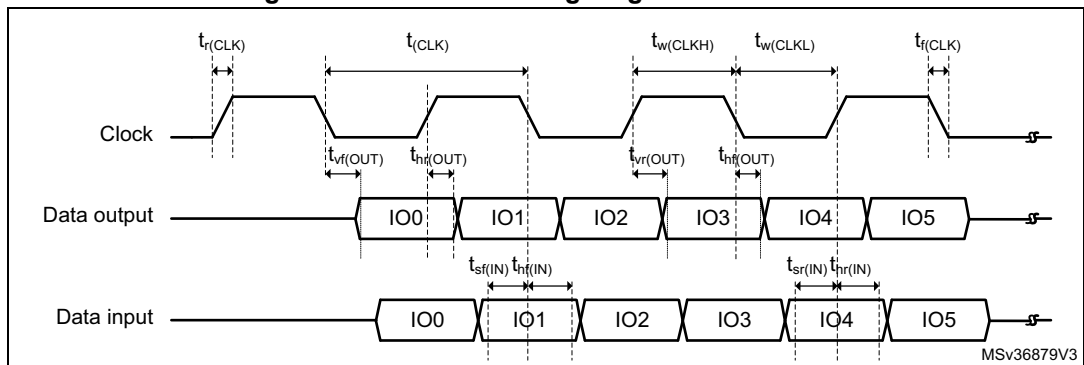 tr(CLK) t(CLK) tw(CLKH) tw(CLKL) tf(CLK)
Clock
tvf(OUT) thr(OUT) tvr(OUT) thf(OUT)
Data output IO0 IO1 IO2 IO3 IO4 IO5
tsf(IN) thf(IN) tsr(IN) thr(IN)
Data input IO0 IO1 IO2 IO3 IO4 IO5
MSv36879V3